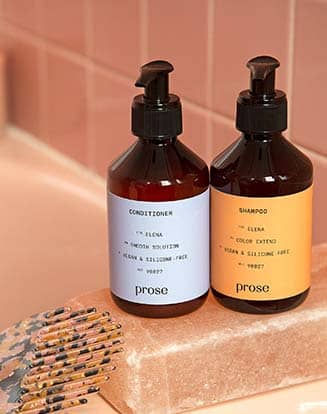 CONDITIONER
ELENA
SMOOTH SOLUTION
+ VEGAN & SILICONE-FREE
prose
SHAMPOO
ELENA
COLOR EXTEND
+ VEGAN & SILICONE-FREE
prose